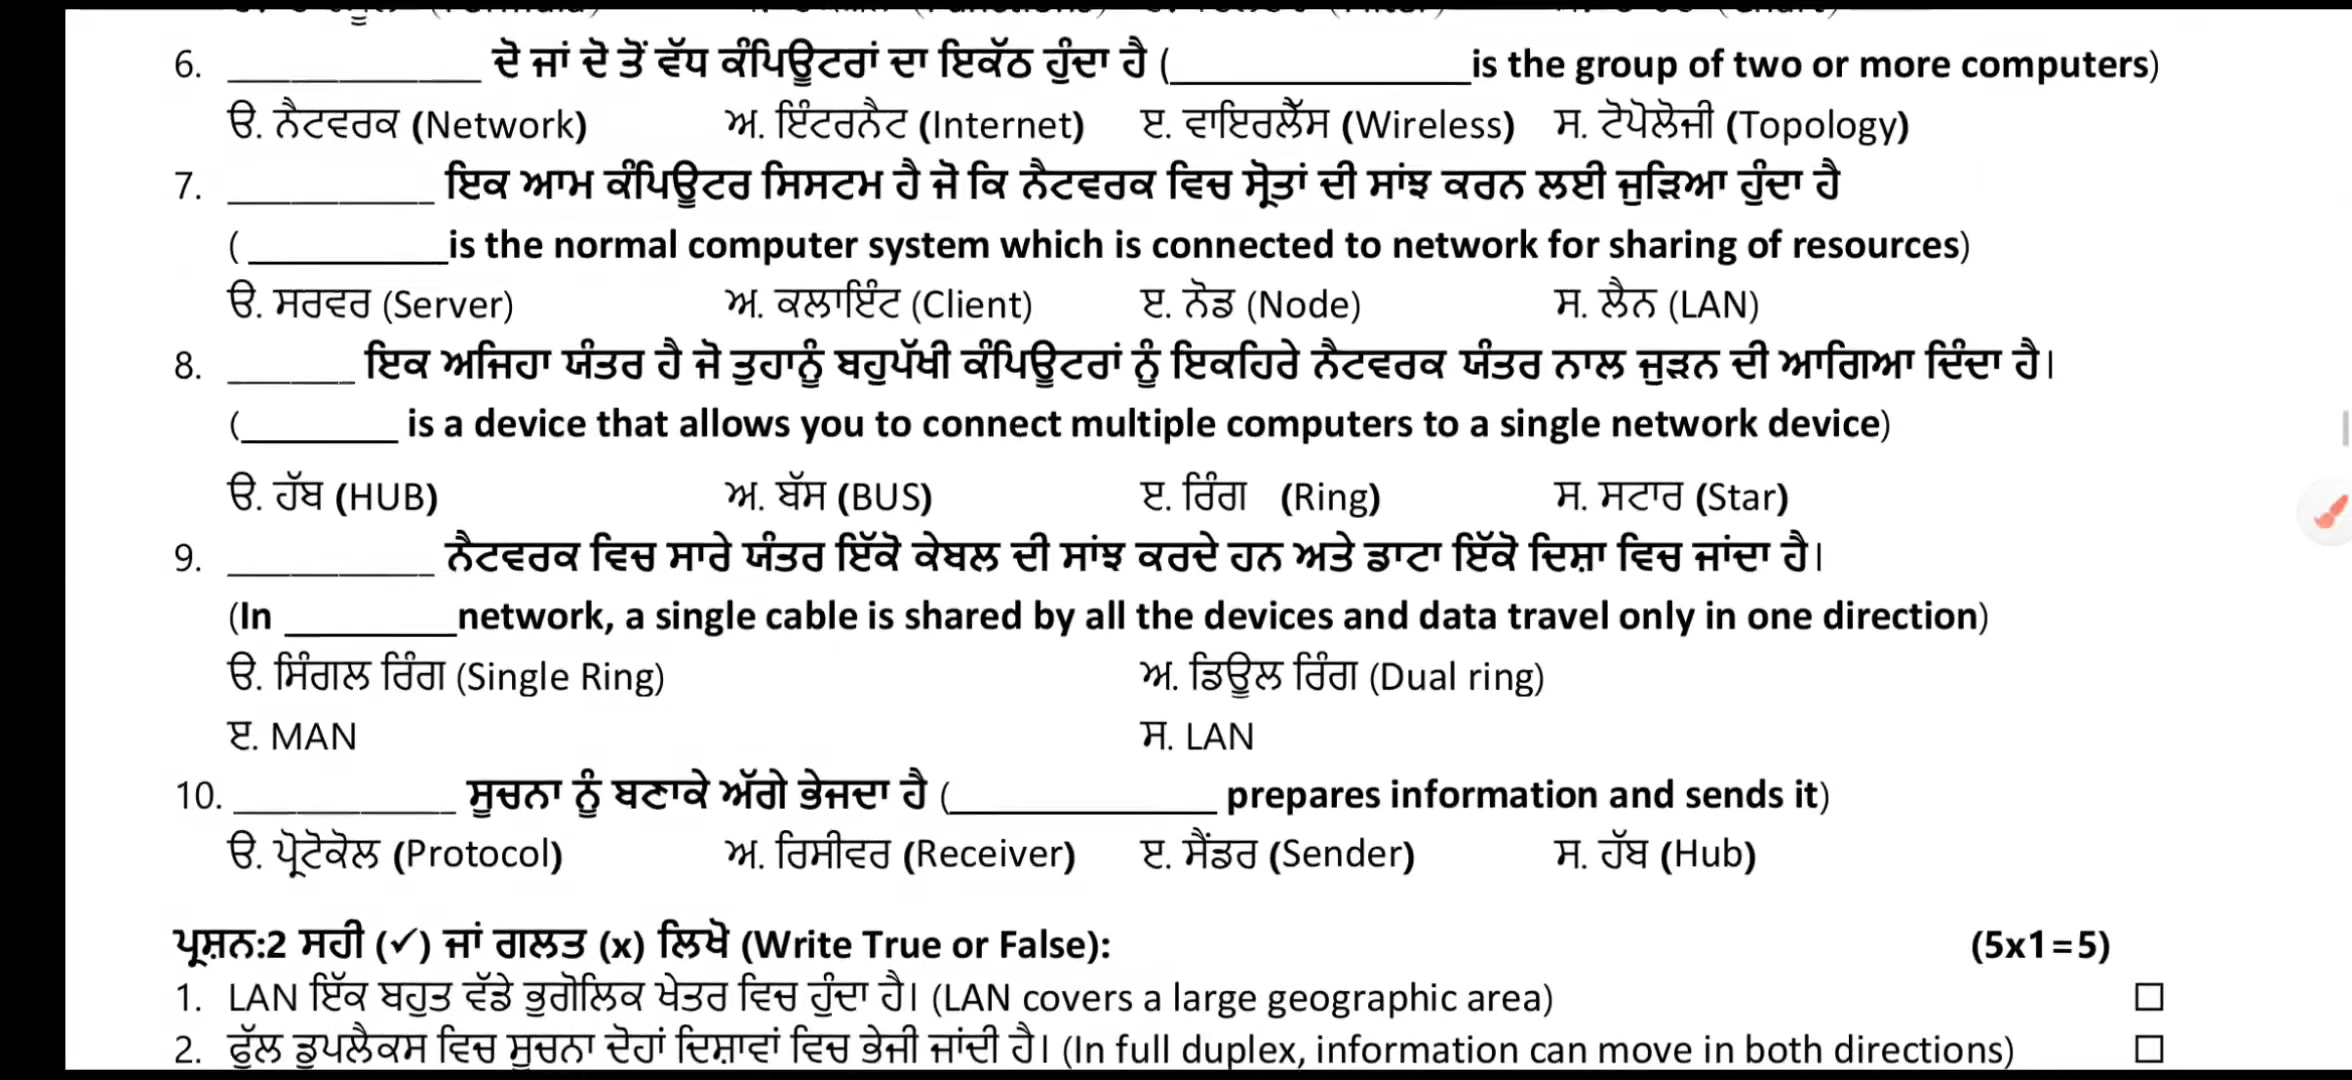 6. ____________ ਦੋ ਜਾਂ ਦੋ ਤੋਂ ਵੱਧ ਕੰਪਿਊਟਰਾਂ ਦਾ ਇਕੱਠ ਹੁੰਦਾ ਹੈ (______________is the group of two or more computers)
ੳ. ਨੈਟਵਰਕ (Network) ਅ. ਇੰਟਰਨੈਟ (Internet) ੲ. ਵਾਇਰਲੈੱਸ (Wireless) ਸ. ਟੋਪੋਲੋਜੀ (Topology)
7. __________ ਇਕ ਆਮ ਕੰਪਿਊਟਰ ਸਿਸਟਮ ਹੈ ਜੋ ਕਿ ਨੈਟਵਰਕ ਵਿਚ ਸ੍ਰੋਤਾਂ ਦੀ ਸਾਂਝ ਕਰਨ ਲਈ ਜੁੜਿਆ ਹੁੰਦਾ ਹੈ
(__________is the normal computer system which is connected to network for sharing of resources)
ੳ. ਸਰਵਰ (Server) ਅ. ਕਲਾਇੰਟ (Client) ੲ. ਨੋਡ (Node) ਸ. ਲੈਨ (LAN)
8. ______ ਇਕ ਅਜਿਹਾ ਯੰਤਰ ਹੈ ਜੋ ਤੁਹਾਨੂੰ ਬਹੁਪੱਖੀ ਕੰਪਿਊਟਰਾਂ ਨੂੰ ਇਕਹਿਰੇ ਨੈਟਵਰਕ ਯੰਤਰ ਨਾਲ ਜੁੜਨ ਦੀ ਆਗਿਆ ਦਿੰਦਾ ਹੈ।
(________ is a device that allows you to connect multiple computers to a single network device)
ੳ. ਹੱਬ (HUB) ਅ. ਬੱਸ (BUS) ੲ. ਰਿੰਗ (Ring) ਸ. ਸਟਾਰ (Star)
9. __________ ਨੈਟਵਰਕ ਵਿਚ ਸਾਰੇ ਯੰਤਰ ਇੱਕੋ ਕੇਬਲ ਦੀ ਸਾਂਝ ਕਰਦੇ ਹਨ ਅਤੇ ਡਾਟਾ ਇੱਕੋ ਦਿਸ਼ਾ ਵਿਚ ਜਾਂਦਾ ਹੈ।
(In ________network, a single cable is shared by all the devices and data travel only in one direction)
ੳ. ਸਿੰਗਲ ਰਿੰਗ (Single Ring) ਅ. ਡਿਊਲ ਰਿੰਗ (Dual ring)
ੲ. MAN ਸ. LAN
10. ___________ ਸੂਚਨਾ ਨੂੰ ਬਣਾਕੇ ਅੱਗੇ ਭੇਜਦਾ ਹੈ (_____________ prepares information and sends it)
ੳ. ਪ੍ਰੋਟੋਕੋਲ (Protocol) ਅ. ਰਿਸੀਵਰ (Receiver) ੲ. ਸੈਂਡਰ (Sender) ਸ. ਹੱਬ (Hub)
ਪ੍ਰਸ਼ਨ:2 ਸਹੀ (✓) ਜਾਂ ਗਲਤ (x) ਲਿਖੋ (Write True or False): (5x1=5)
1. LAN ਇੱਕ ਬਹੁਤ ਵੱਡੇ ਭੂਗੋਲਿਕ ਖੇਤਰ ਵਿਚ ਹੁੰਦਾ ਹੈ। (LAN covers a large geographic area) ☐
2. ਫੁੱਲ ਡੁਪਲੈਕਸ ਵਿਚ ਸੂਚਨਾ ਦੋਹਾਂ ਦਿਸ਼ਾਵਾਂ ਵਿਚ ਭੇਜੀ ਜਾਂਦੀ ਹੈ। (In full duplex, information can move in both directions) ☐